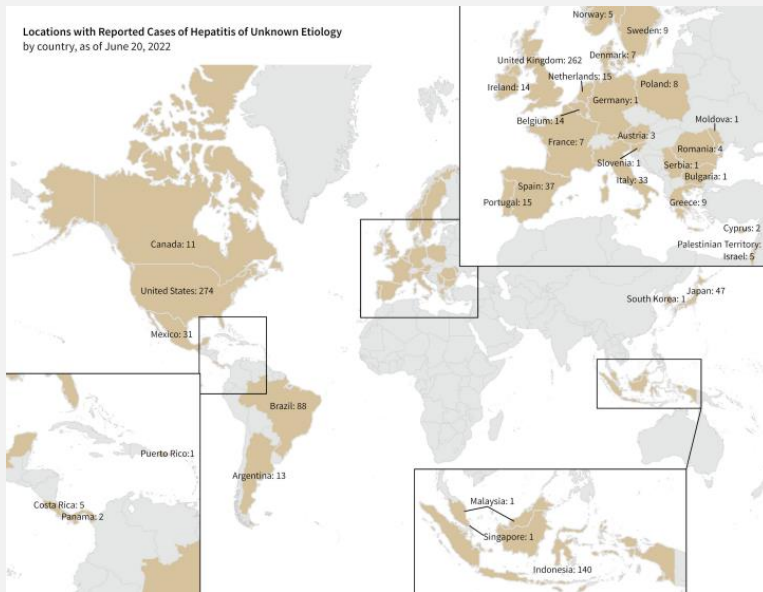 Locations with Reported Cases of Hepatitis of Unknown Etiology
by country, as of June 20, 2022
Norway: 5
Sweden: 9
Denmark: 7
United Kingdom: 262
Netherlands: 15
Poland: 8
Ireland: 14
Germany: 1
Belgium: 14
Moldova: 1
Austria: 3
France: 7
Romania: 4
Slovenia: 1
Serbia: 1
Bulgaria: 1
Italy: 33
Spain: 37
Portugal: 15
Greece: 9
Cyprus: 2
Palestinian Territory:
Israel: 5
Canada: 11
United States: 274
Mexico: 31
Japan: 47
South Korea: 1
Brazil: 88
Argentina: 13
Puerto Rico:1
Costa Rica: 5
Panama: 2
Malaysia: 1
Singapore: 1
Indonesia: 140